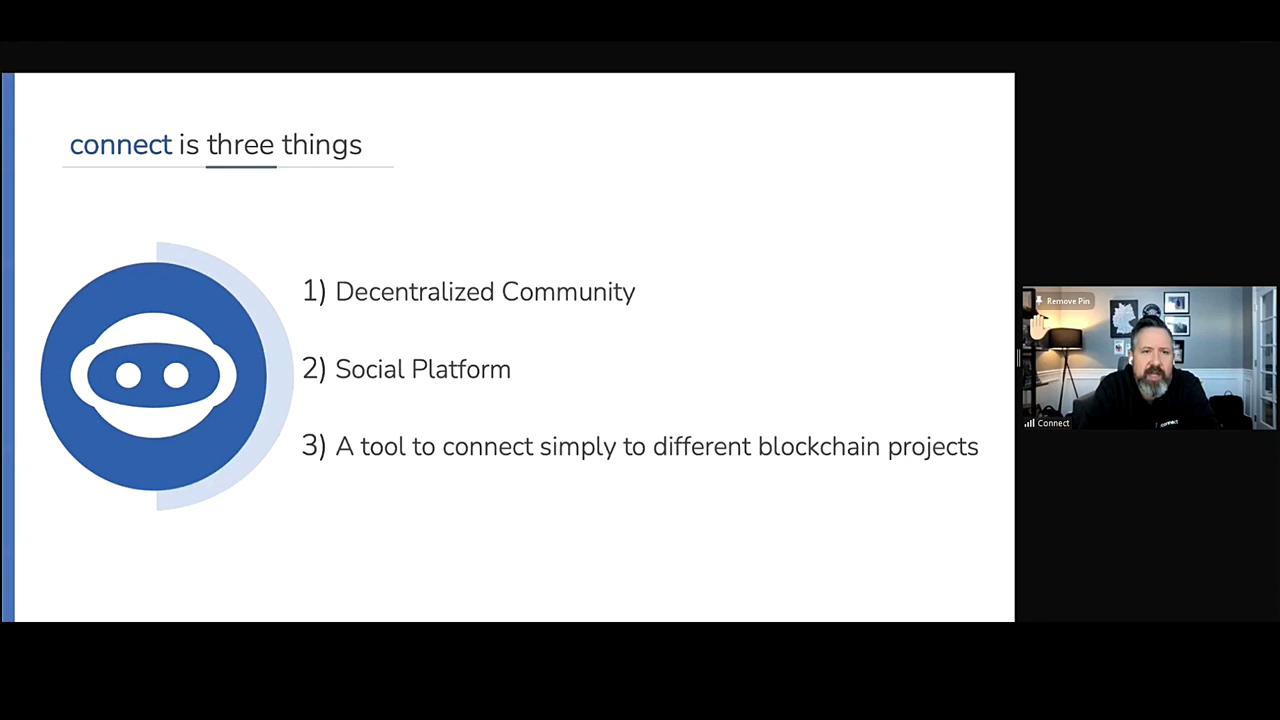 connect is three things
1) Decentralized Community
2) Social Platform
3) A tool to connect simply to different blockchain projects
Remove Pin
Connect
connect